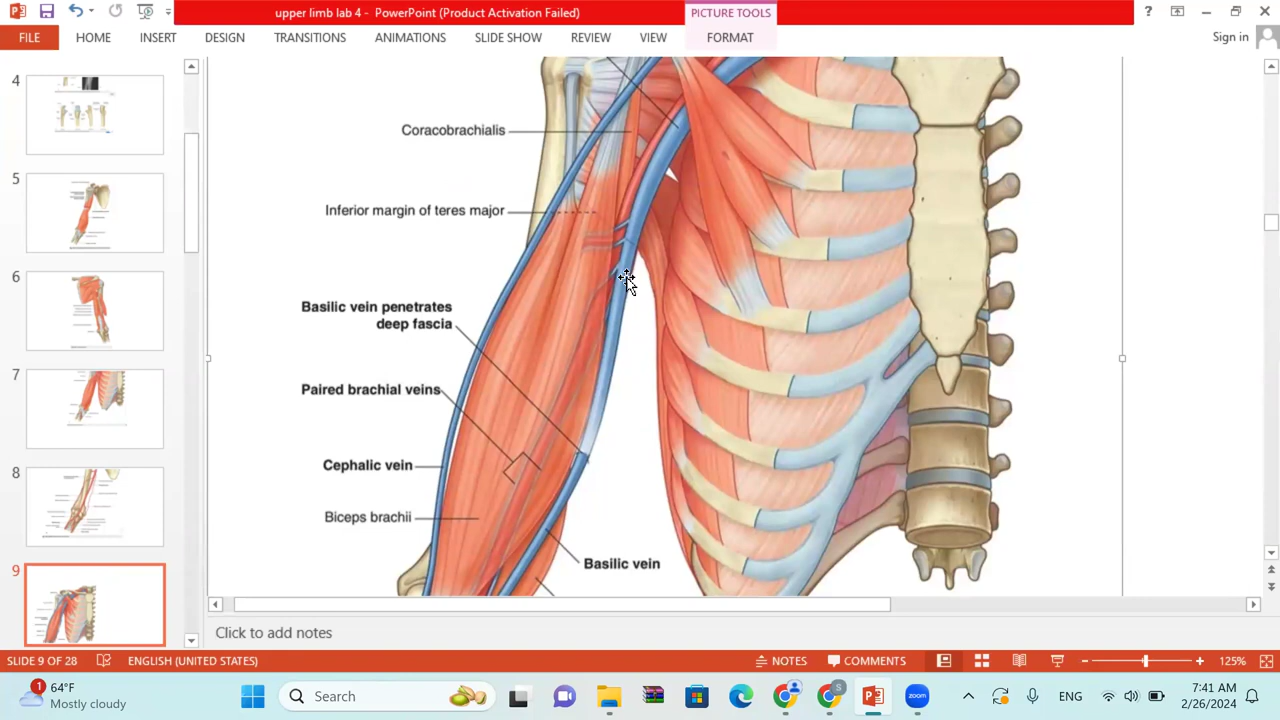 upper limb lab 4 - PowerPoint (Product Activation Failed)
PICTURE TOOLS
?
FILE
HOME
INSERT
DESIGN
TRANSITIONS
ANIMATIONS
SLIDE SHOW
REVIEW
VIEW
FORMAT
Sign in
4
5
6
7
8
9
Coracobrachialis
Inferior margin of teres major
Basilic vein penetrates
deep fascia
Paired brachial veins
Cephalic vein
Biceps brachii
Basilic vein
Click to add notes
SLIDE 9 OF 28
ENGLISH (UNITED STATES)
NOTES
COMMENTS
125%
1
64°F
Mostly cloudy
Search
S
zoom
ENG
7:41 AM
2/26/2024